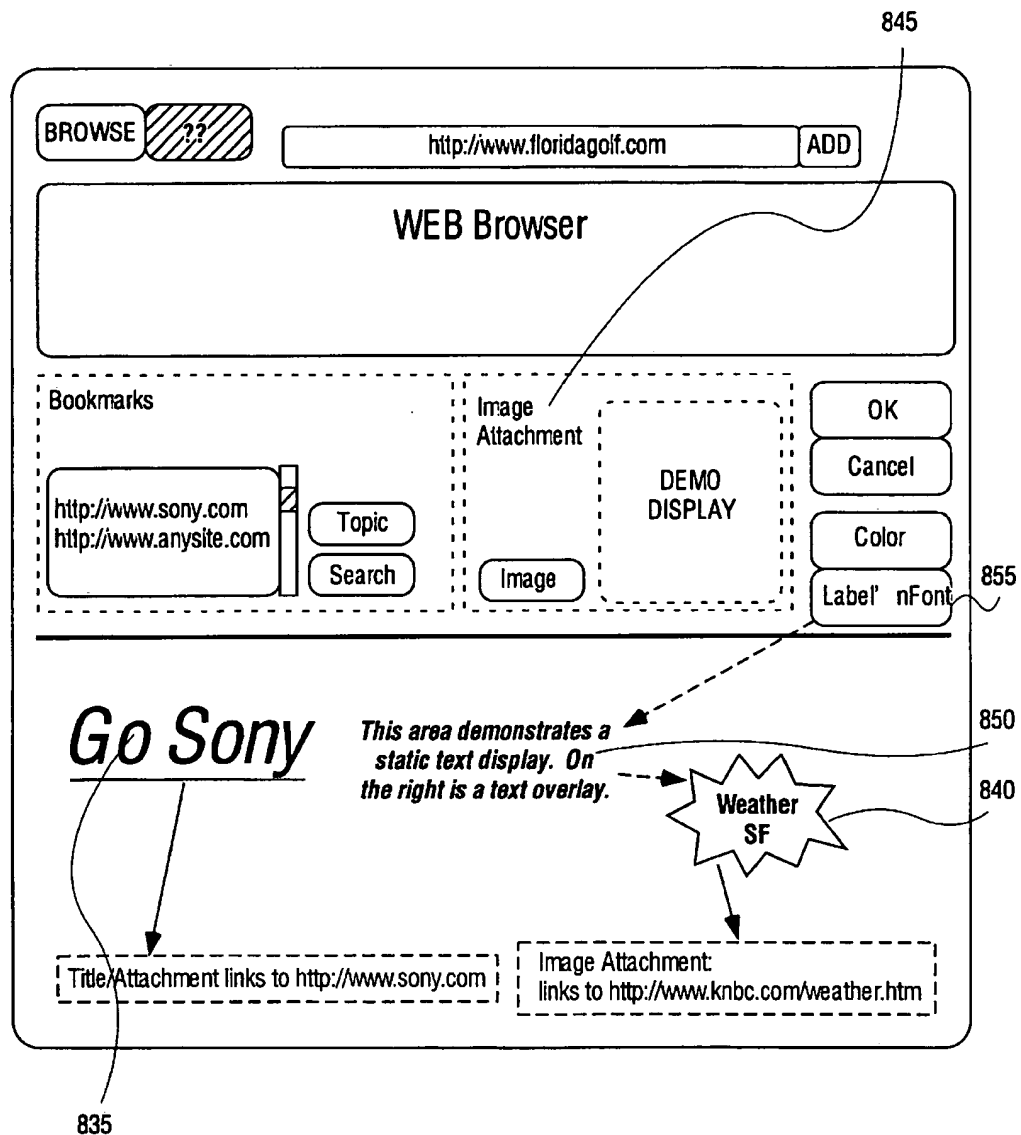 845
BROWSE ??
http://www.floridagolf.com ADD
WEB Browser
Bookmarks
http://www.sony.com
http://www.anysite.com
Topic
Search
Image
Attachment
DEMO
DISPLAY
Image
OK
Cancel
Color
Label' nFont
855
Go Sony
This area demonstrates a
static text display. On
the right is a text overlay.
850
840
Weather
SF
Title/Attachment links to http://www.sony.com
Image Attachment:
links to http://www.knbc.com/weather.htm
835